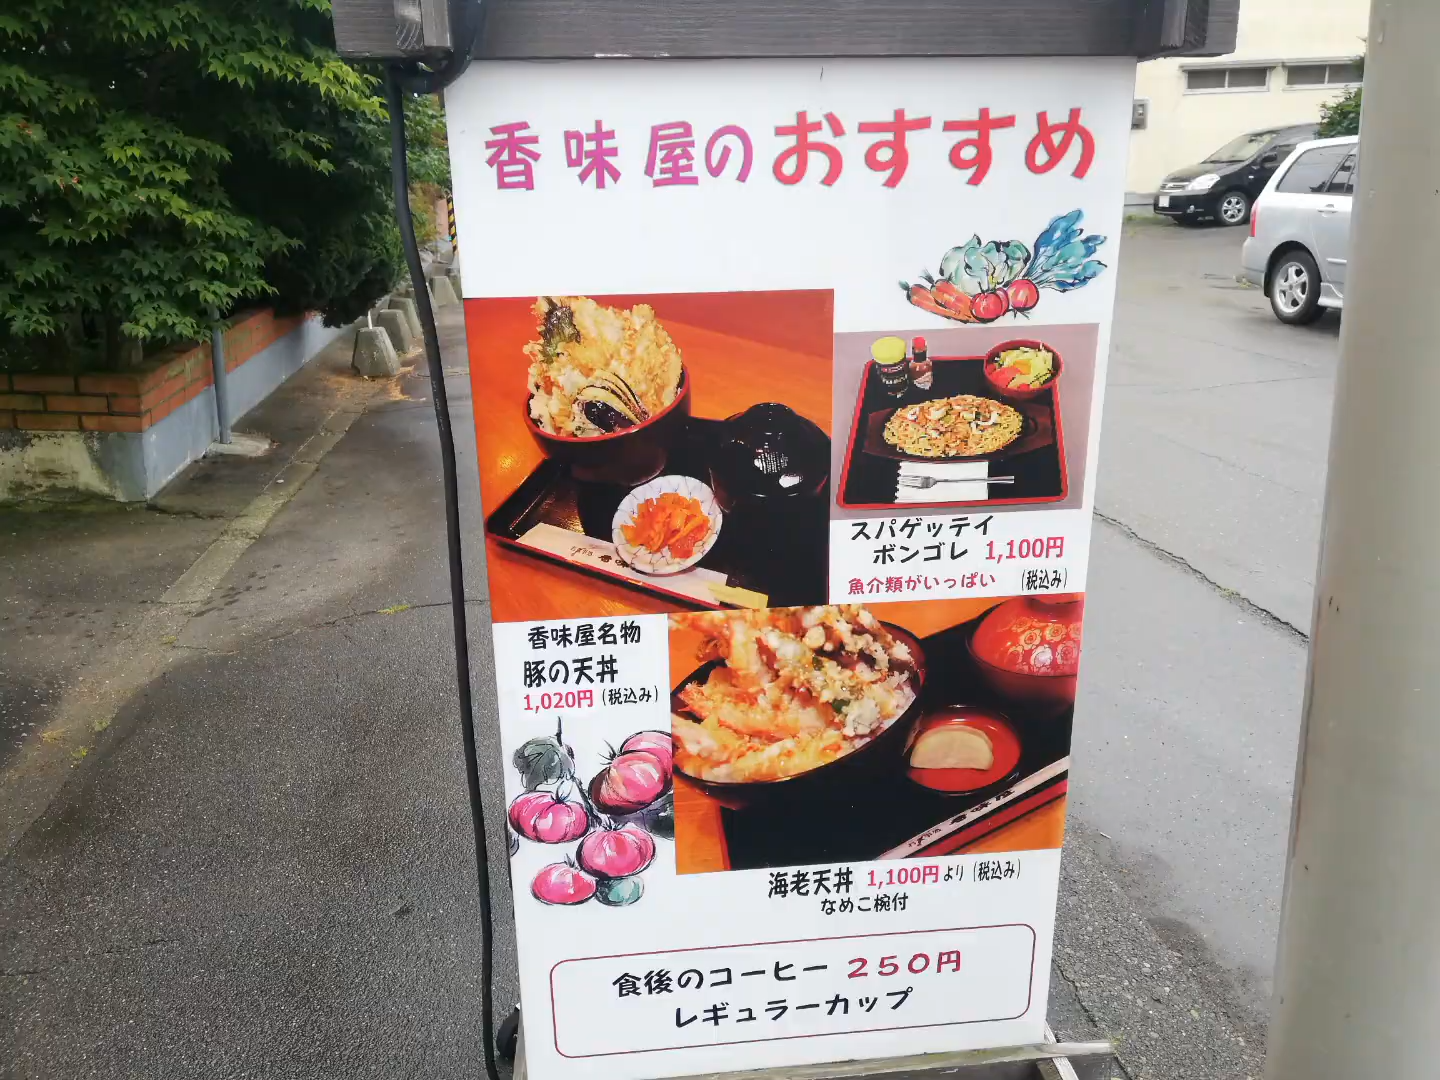 香味屋のおすすめ
スパゲッテイ
ボンゴレ 1,100円
魚介類がいっぱい (税込み)
香味屋名物
豚の天丼
1,020円 (税込み)
海老天丼 1,100円より (税込み)
なめこ椀付
食後のコーヒー 250円
レギュラーカップ